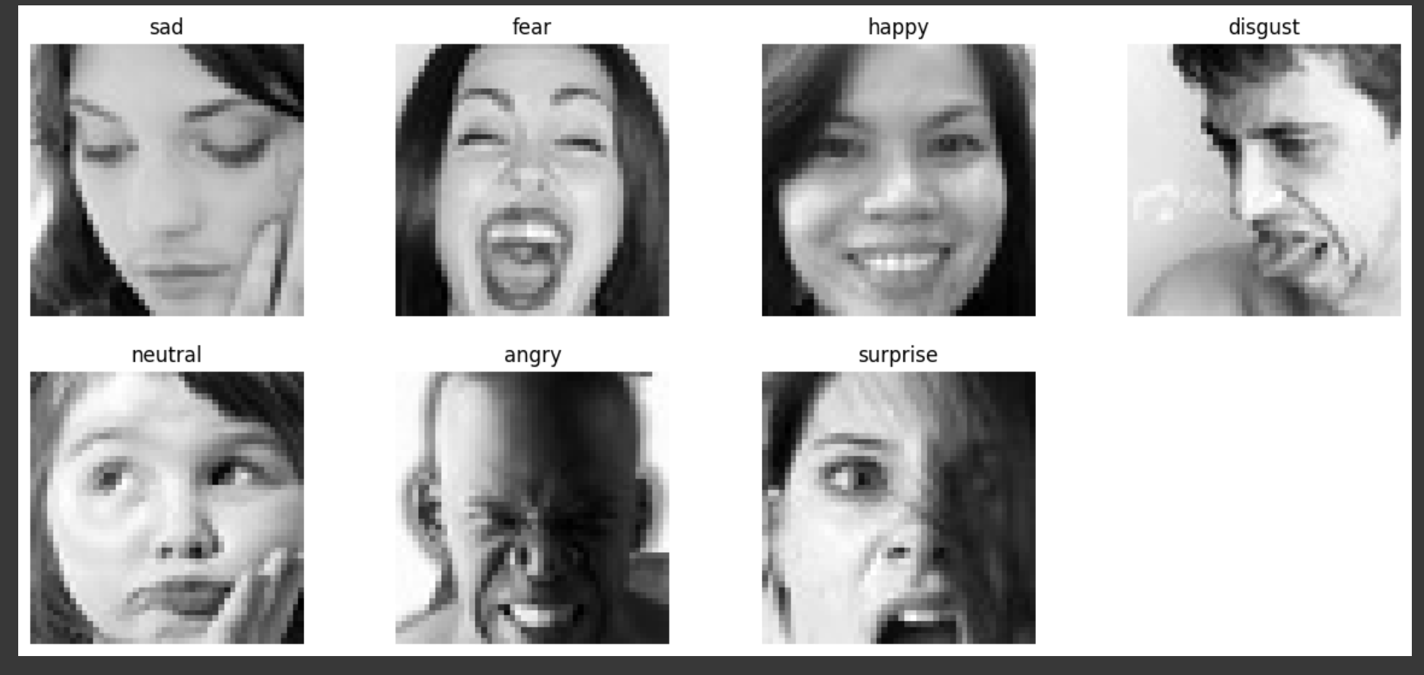 sad
fear
happy
disgust
neutral
angry
surprise